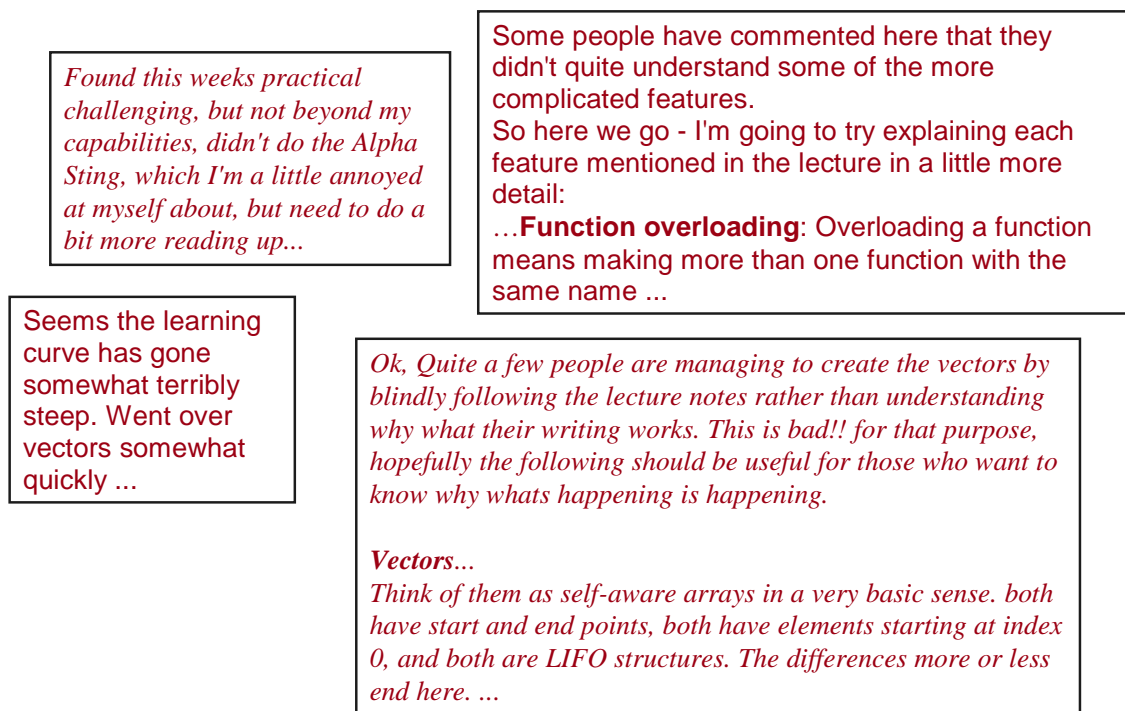 Found this weeks practical
challenging, but not beyond my
capabilities, didn't do the Alpha
Sting, which I'm a little annoyed
at myself about, but need to do a
bit more reading up...
Some people have commented here that they
didn't quite understand some of the more
complicated features.
So here we go - I'm going to try explaining each
feature mentioned in the lecture in a little more
detail:
…Function overloading: Overloading a function
means making more than one function with the
same name ...
Seems the learning
curve has gone
somewhat terribly
steep. Went over
vectors somewhat
quickly ...
Ok, Quite a few people are managing to create the vectors by
blindly following the lecture notes rather than understanding
why what their writing works. This is bad!! for that purpose,
hopefully the following should be useful for those who want to
know why whats happening is happening.
Vectors...
Think of them as self-aware arrays in a very basic sense. both
have start and end points, both have elements starting at index
0, and both are LIFO structures. The differences more or less
end here. ...